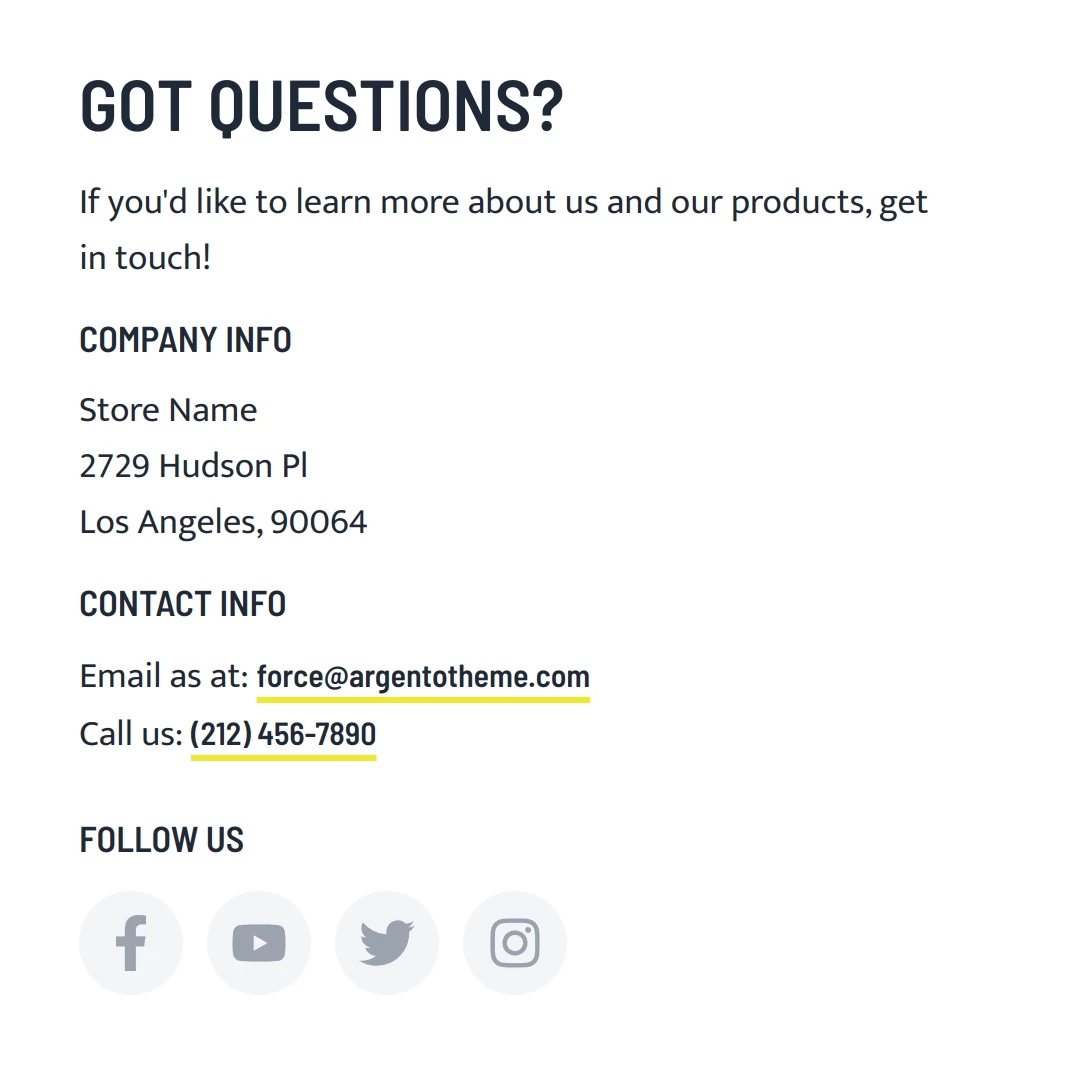 GOT QUESTIONS?
If you'd like to learn more about us and our products, get
in touch!
COMPANY INFO
Store Name
2729 Hudson Pl
Los Angeles, 90064
CONTACT INFO
Email as at: force@argentotheme.com
Call us: (212) 456-7890
FOLLOW US